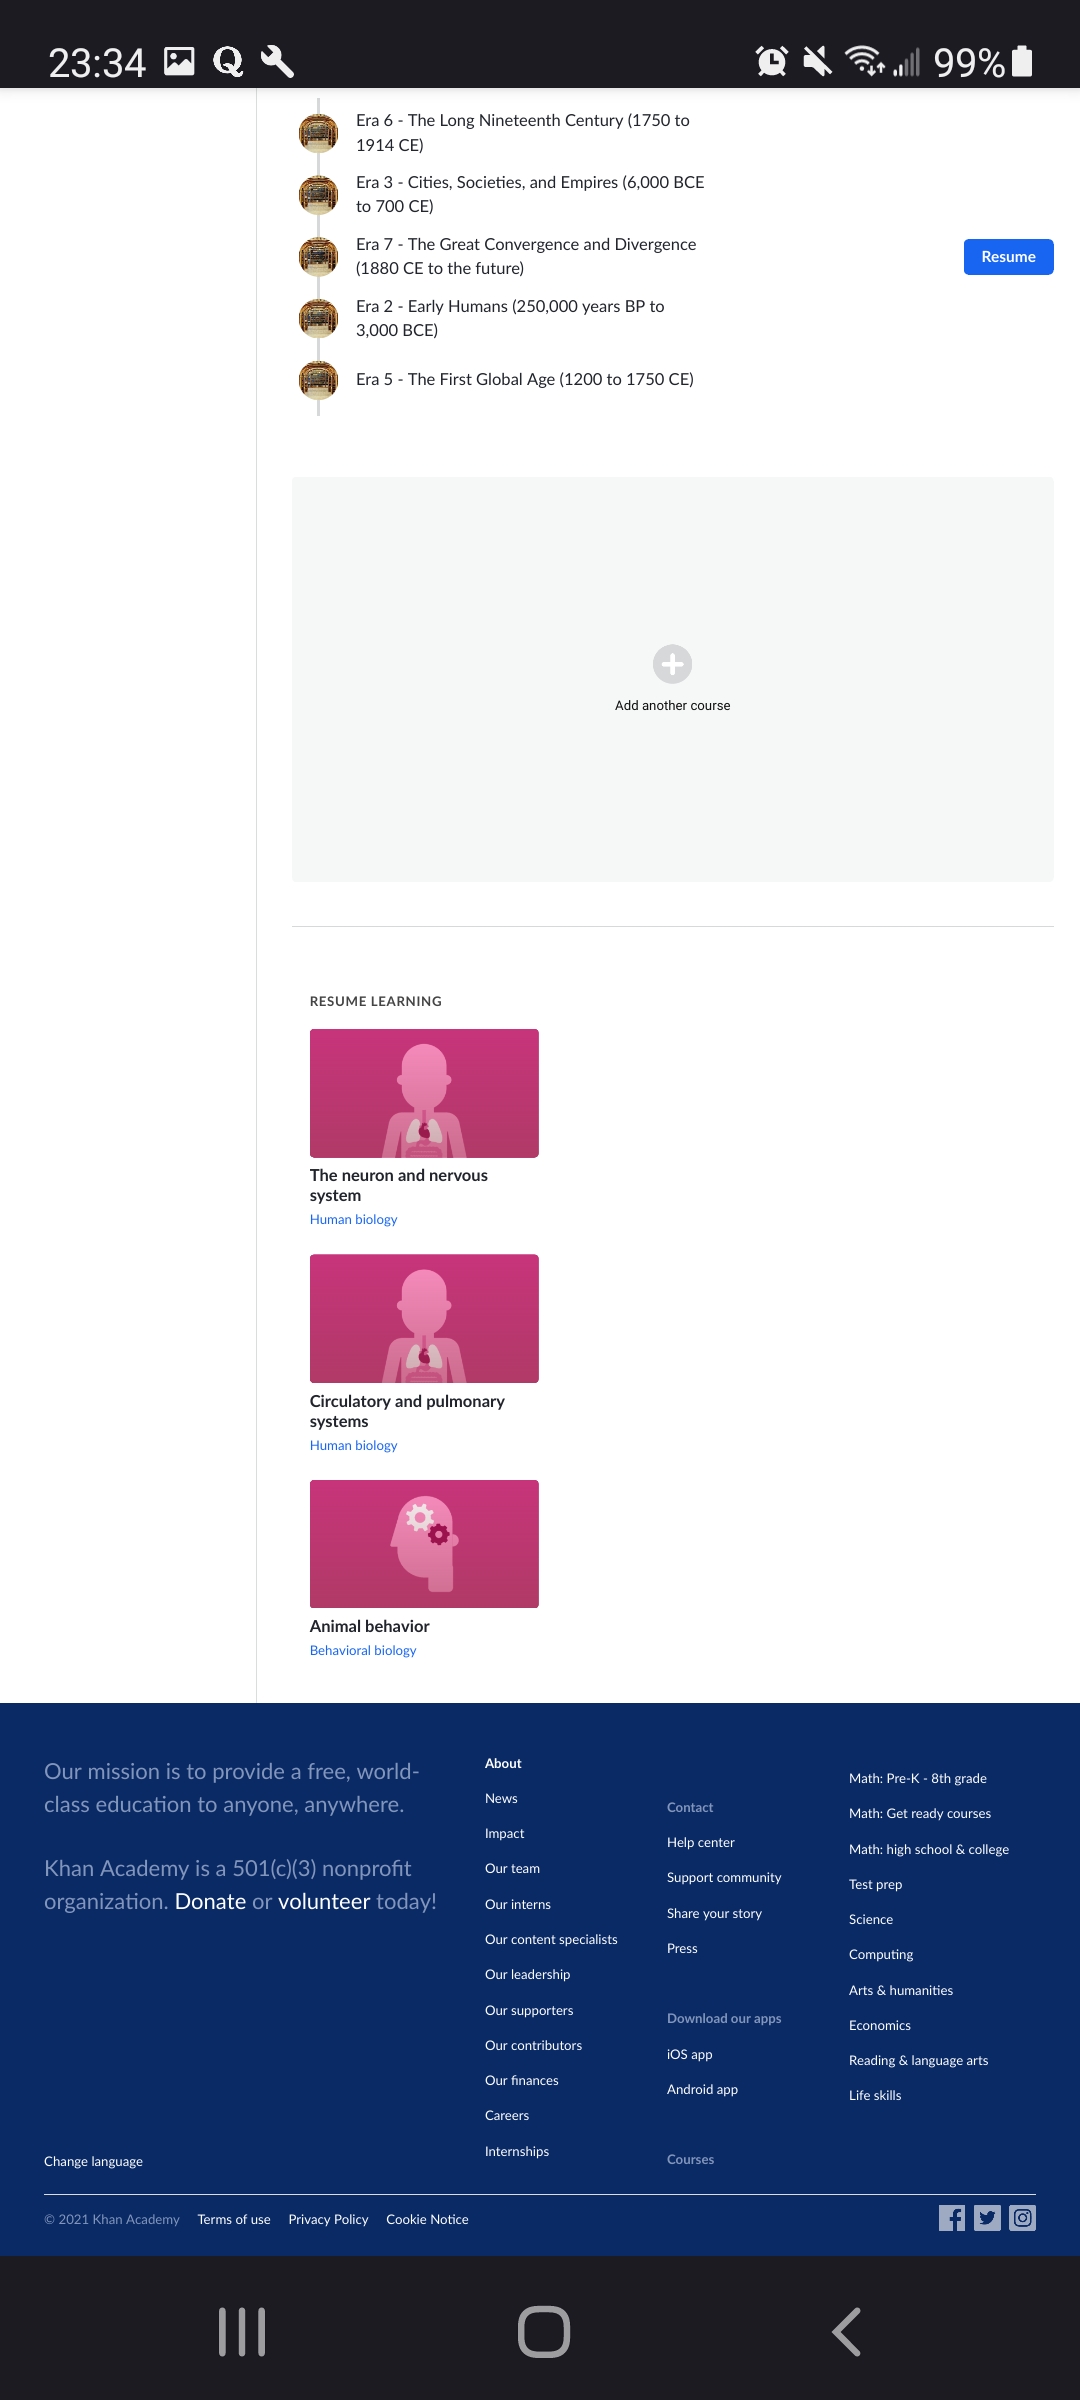 23:34
99%
Era 6 - The Long Nineteenth Century (1750 to
1914 CE)
Era 3 - Cities, Societies, and Empires (6,000 BCE
to 700 CE)
Era 7 - The Great Convergence and Divergence
(1880 CE to the future)
Resume
Era 2 - Early Humans (250,000 years BP to
3,000 BCE)
Era 5 - The First Global Age (1200 to 1750 CE)
Add another course
RESUME LEARNING
The neuron and nervous
system
Human biology
Circulatory and pulmonary
systems
Human biology
Animal behavior
Behavioral biology
Our mission is to provide a free, world-
class education to anyone, anywhere.
Khan Academy is a 501(c)(3) nonprofit
organization. Donate or volunteer today!
About
News
Impact
Our team
Our interns
Our content specialists
Our leadership
Our supporters
Our contributors
Our finances
Careers
Internships
Contact
Help center
Support community
Share your story
Press
Download our apps
iOS app
Android app
Courses
Math: Pre-K - 8th grade
Math: Get ready courses
Math: high school & college
Test prep
Science
Computing
Arts & humanities
Economics
Reading & language arts
Life skills
Change language
© 2021 Khan Academy
Terms of use
Privacy Policy
Cookie Notice